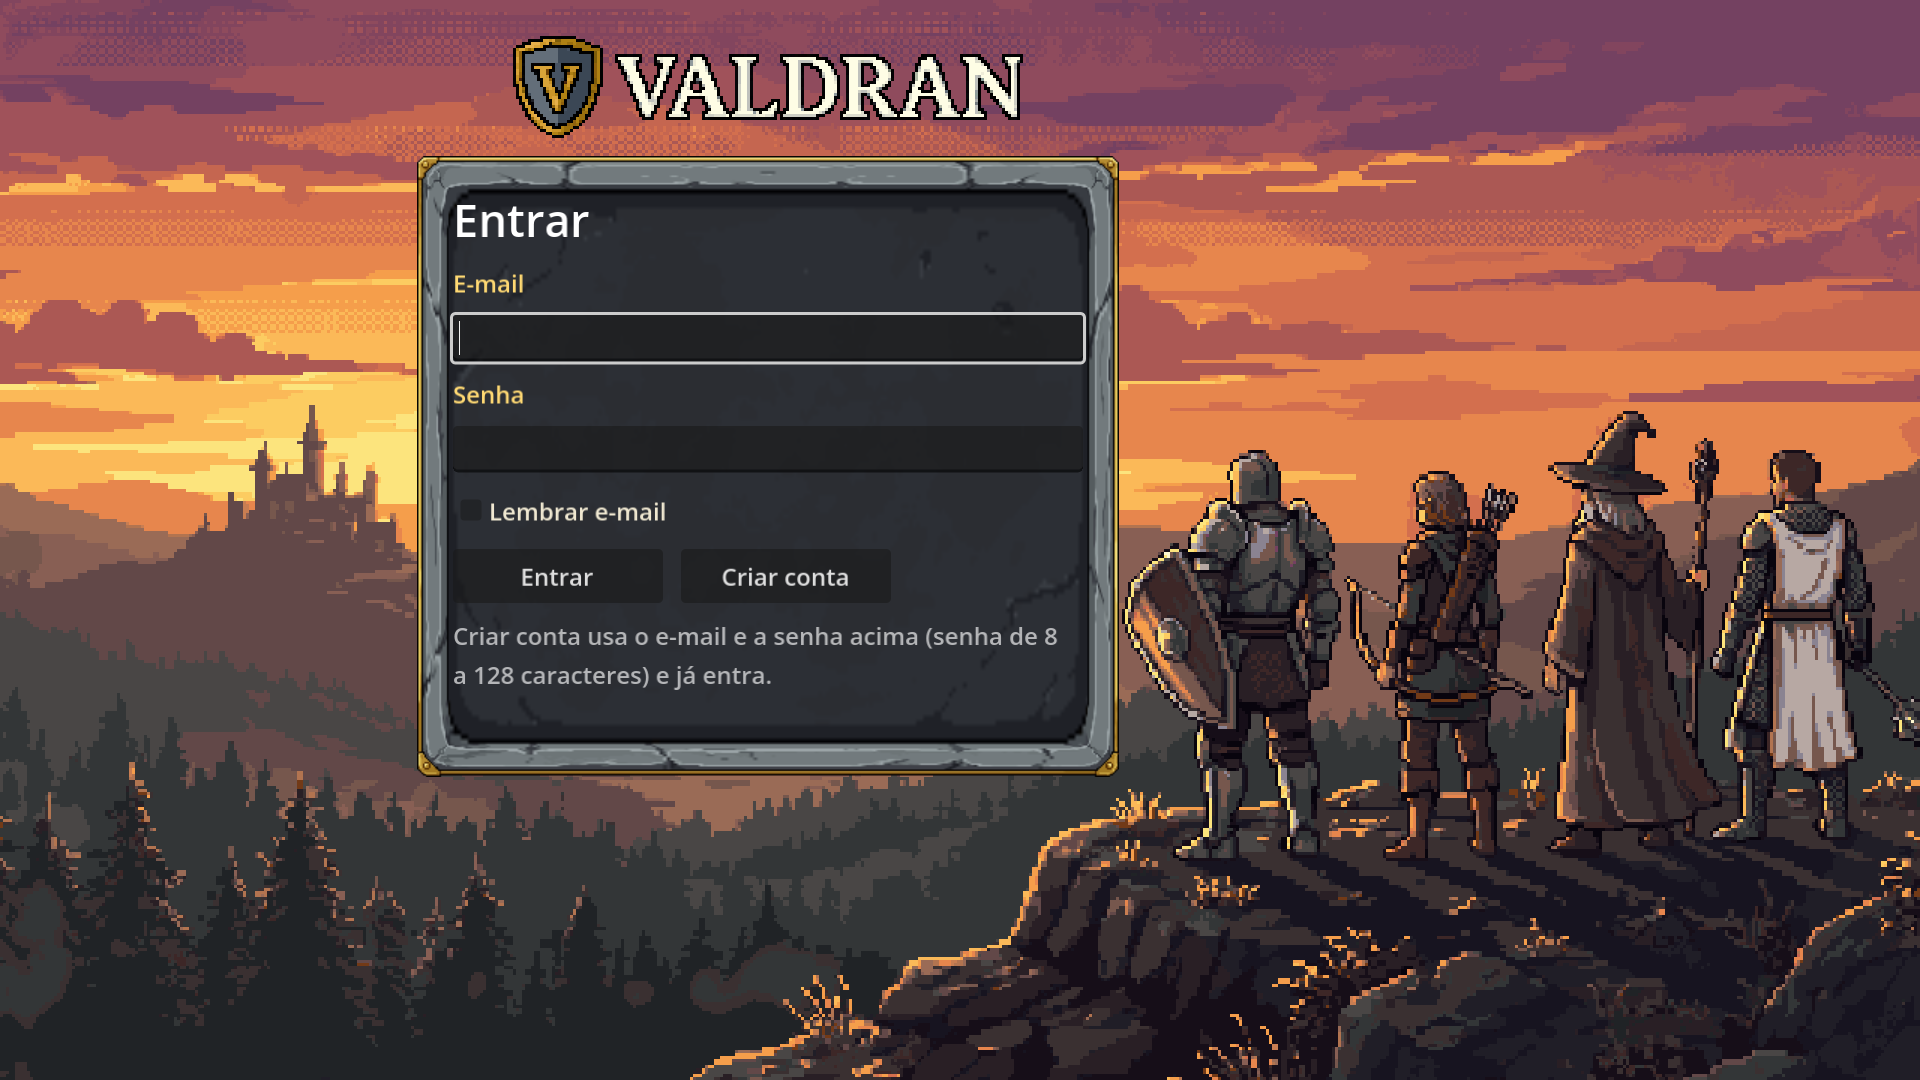 V VALDRAN
Entrar
E-mail
Senha
Lembrar e-mail
Entrar Criar conta
Criar conta usa o e-mail e a senha acima (senha de 8
a 128 caracteres) e já entra.